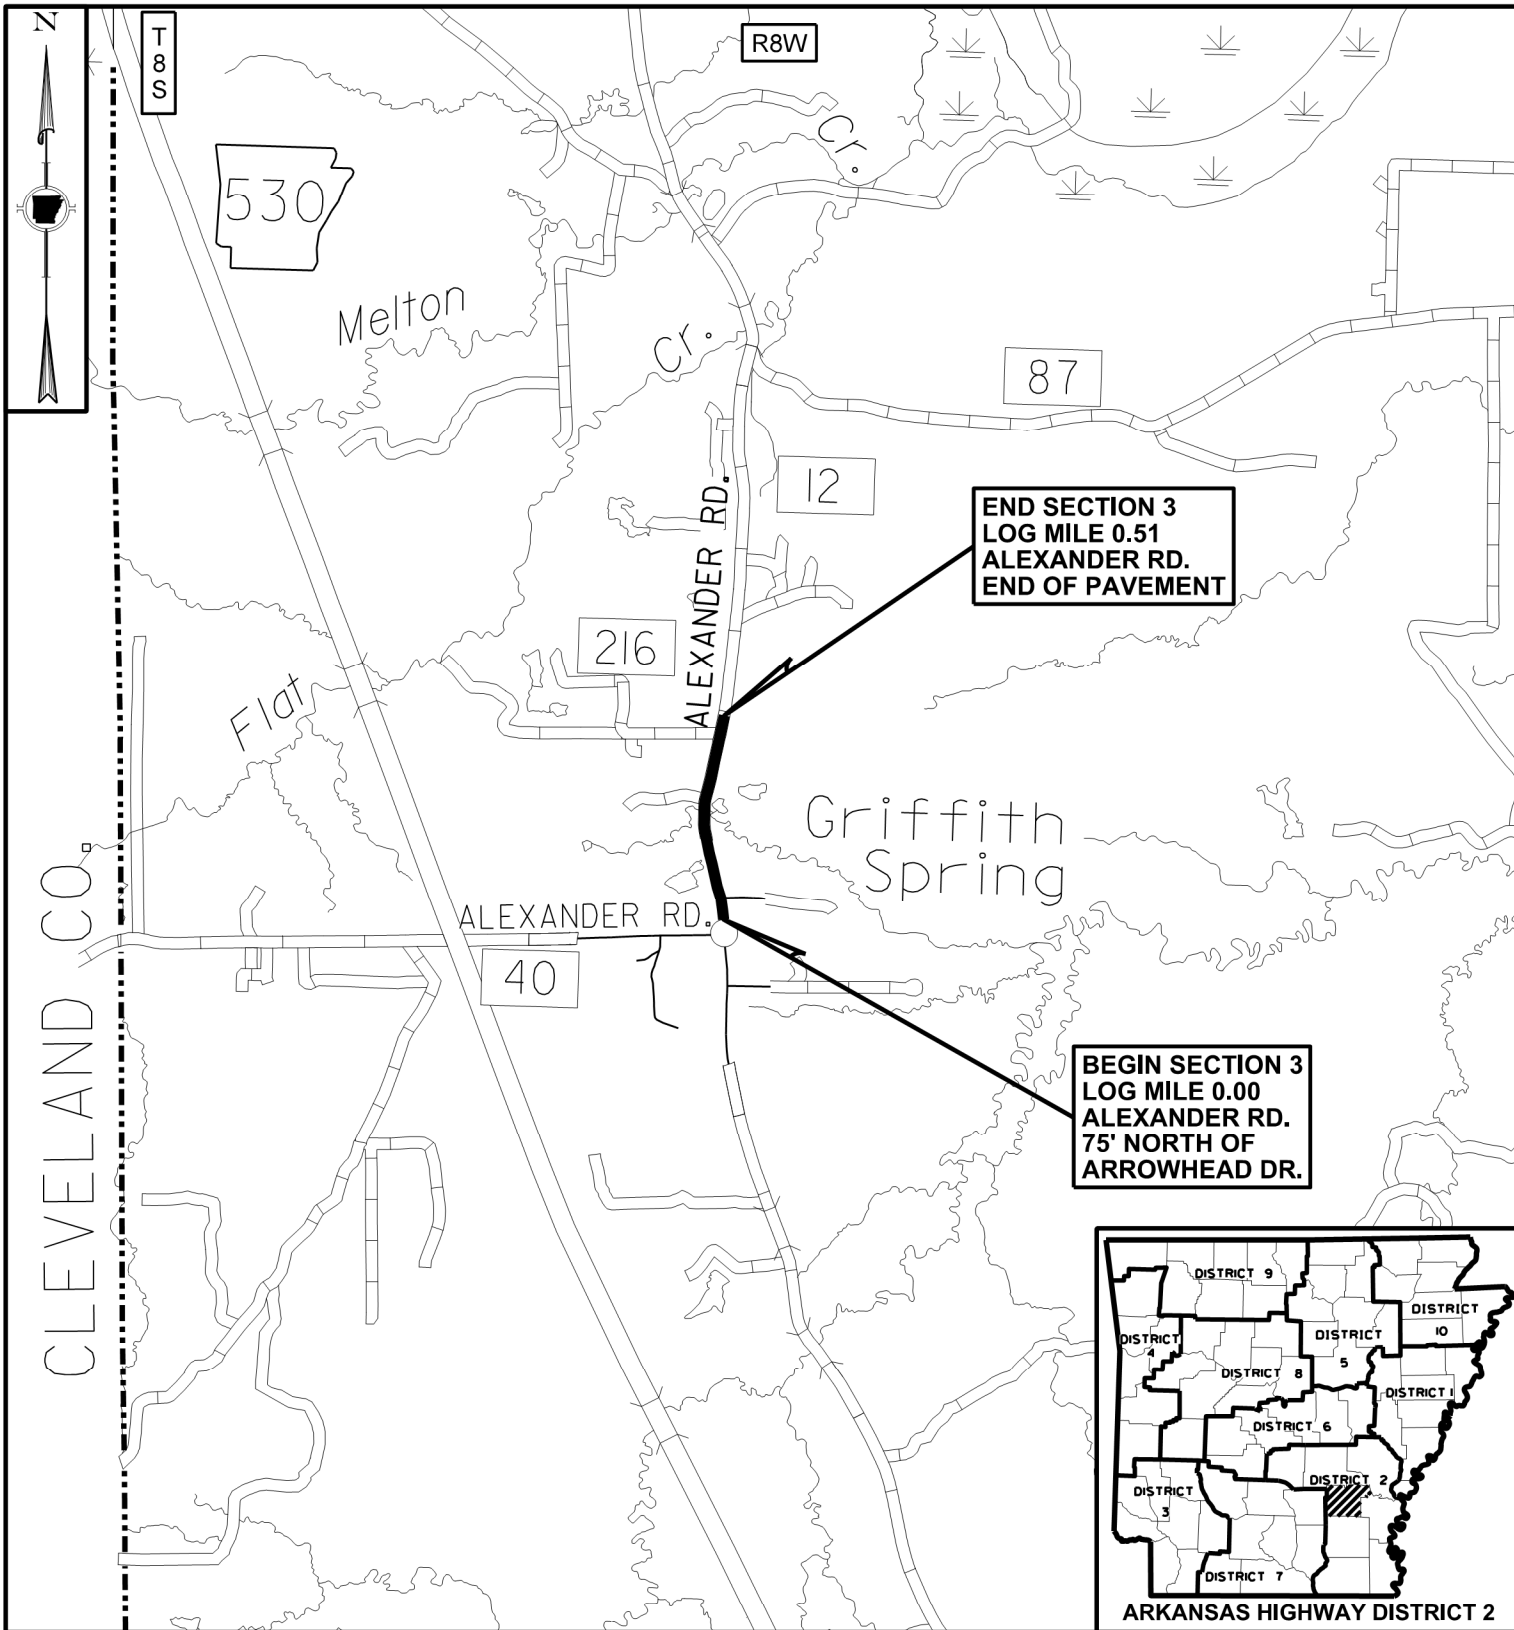 N
T
8
S
R8W
530
Cr.
Melton
Cr.
87
12
ALEXANDER RD.
END SECTION 3
LOG MILE 0.51
ALEXANDER RD.
END OF PAVEMENT
216
Flat
Griffith
Spring
ALEXANDER RD.
40
CLEVELAND CO.
BEGIN SECTION 3
LOG MILE 0.00
ALEXANDER RD.
75' NORTH OF
ARROWHEAD DR.
DISTRICT 9
DISTRICT
10
DISTRICT
4
DISTRICT
5
DISTRICT 8
DISTRICT 1
DISTRICT 6
DISTRICT 2
DISTRICT
3
DISTRICT 7
ARKANSAS HIGHWAY DISTRICT 2